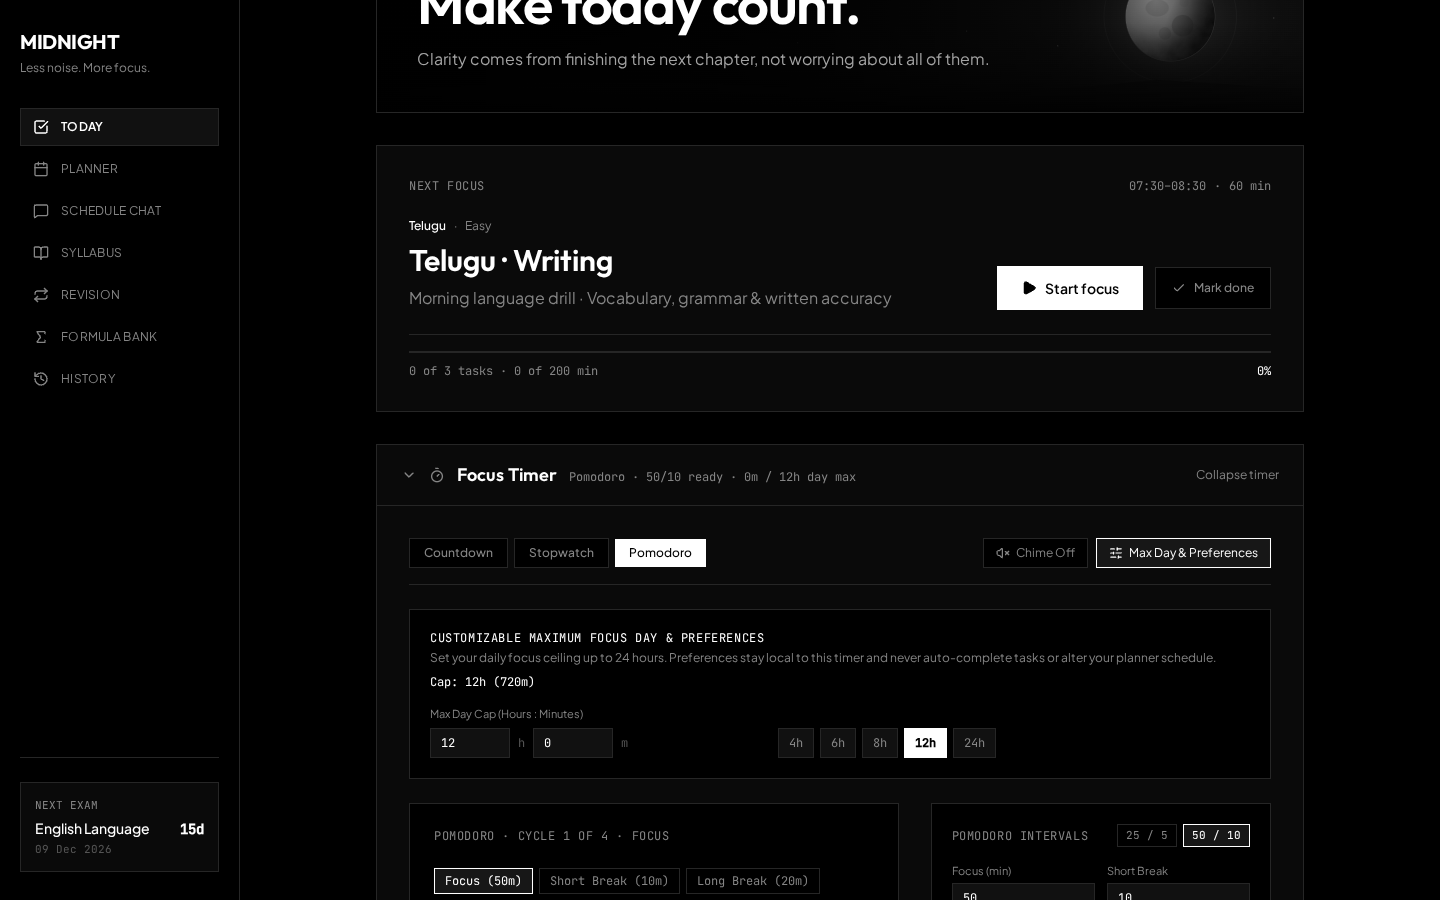 MIDNIGHT
Less noise. More focus.
TODAY
PLANNER
SCHEDULE CHAT
SYLLABUS
REVISION
FORMULA BANK
HISTORY
NEXT EXAM
English Language 15d
09 Dec 2026
Make today count.
Clarity comes from finishing the next chapter, not worrying about all of them.
NEXT FOCUS 07:30–08:30 · 60 min
Telugu · Easy
Telugu · Writing
Morning language drill · Vocabulary, grammar & written accuracy
Start focus Mark done
0 of 3 tasks · 0 of 200 min 0%
Focus Timer Pomodoro · 50/10 ready · 0m / 12h day max Collapse timer
Countdown Stopwatch Pomodoro Chime Off Max Day & Preferences
CUSTOMIZABLE MAXIMUM FOCUS DAY & PREFERENCES
Set your daily focus ceiling up to 24 hours. Preferences stay local to this timer and never auto-complete tasks or alter your planner schedule.
Cap: 12h (720m)
Max Day Cap (Hours : Minutes)
12 h 0 m 4h 6h 8h 12h 24h
POMODORO · CYCLE 1 OF 4 · FOCUS
Focus (50m) Short Break (10m) Long Break (20m)
POMODORO INTERVALS 25 / 5 50 / 10
Focus (min) Short Break
50 10